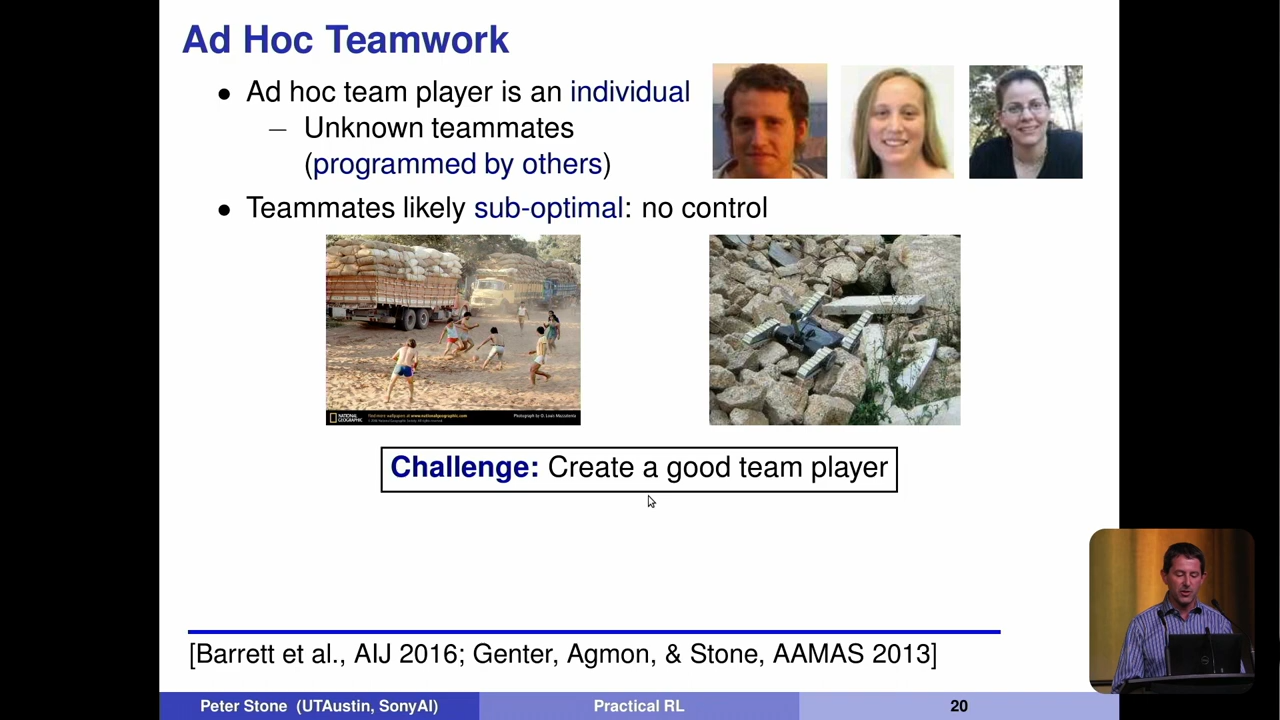 Ad Hoc Teamwork
• Ad hoc team player is an individual
– Unknown teammates
(programmed by others)
• Teammates likely sub-optimal: no control
NATIONAL
GEOGRAPHIC
Challenge: Create a good team player
[Barrett et al., AIJ 2016; Genter, Agmon, & Stone, AAMAS 2013]
Peter Stone (UTAustin, SonyAI)
Practical RL
20